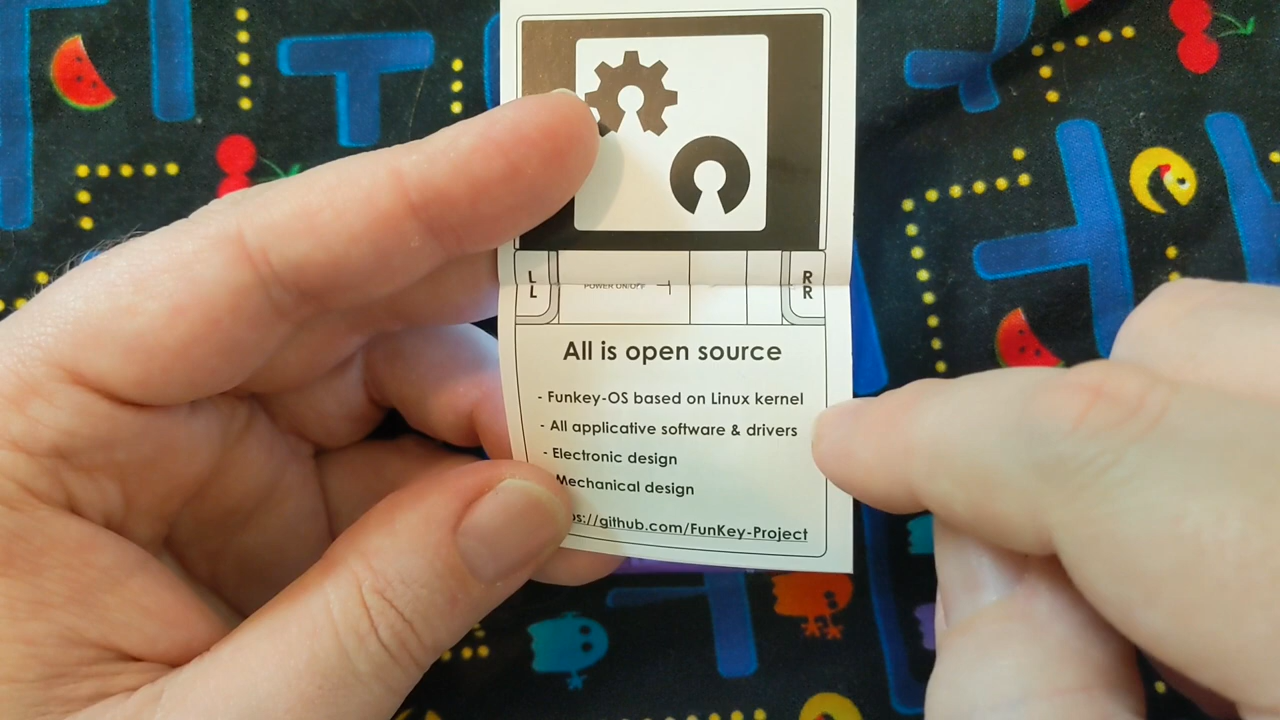 L R
L R
POWER ON/OFF
All is open source
- Funkey-OS based on Linux kernel
- All applicative software & drivers
- Electronic design
Mechanical design
ps://github.com/FunKey-Project